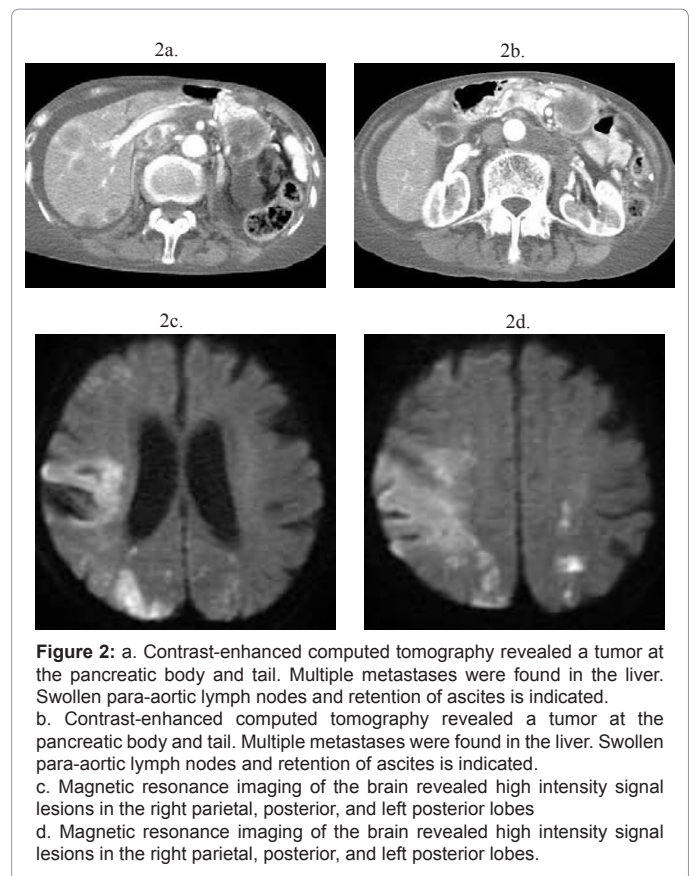 2a.
2b.
2c.
2d.
Figure 2: a. Contrast-enhanced computed tomography revealed a tumor at
the pancreatic body and tail. Multiple metastases were found in the liver.
Swollen para-aortic lymph nodes and retention of ascites is indicated.
b. Contrast-enhanced computed tomography revealed a tumor at the
pancreatic body and tail. Multiple metastases were found in the liver. Swollen
para-aortic lymph nodes and retention of ascites is indicated.
c. Magnetic resonance imaging of the brain revealed high intensity signal
lesions in the right parietal, posterior, and left posterior lobes
d. Magnetic resonance imaging of the brain revealed high intensity signal
lesions in the right parietal, posterior, and left posterior lobes.